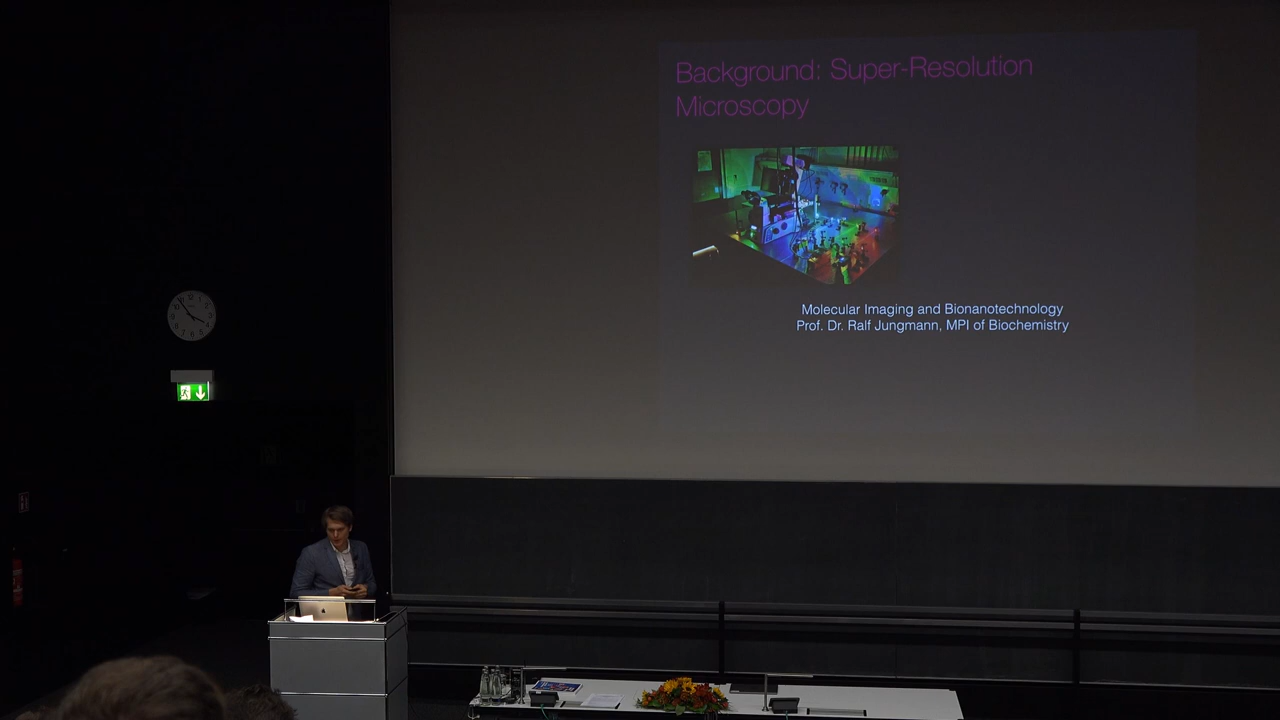 Background: Super-Resolution
Microscopy
Molecular Imaging and Bionanotechnology
Prof. Dr. Ralf Jungmann, MPI of Biochemistry